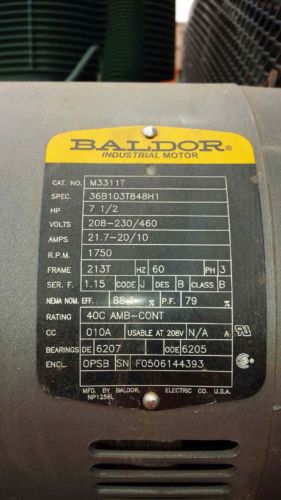 BALDOR
INDUSTRIAL MOTOR
CAT. NO. M3311T
SPEC. 36B103T848H1
HP 7 1/2
VOLTS 208-230/460
AMPS 21.7-20/10
R.P.M. 1750
FRAME 213T HZ 60 PH 3
SER. F. 1.15 CODE J DES B CLASS B
NEMA NOM. EFF. % P.F. 79 %
RATING 40C AMB-CONT
CC 010A USABLE AT 208V N/A A
BEARINGS DE 6207 ODE 6205
ENCL. OPSB SN F0506144393
MFG. BY BALDOR ELECTRIC CO. U.S.A.
NP1256L